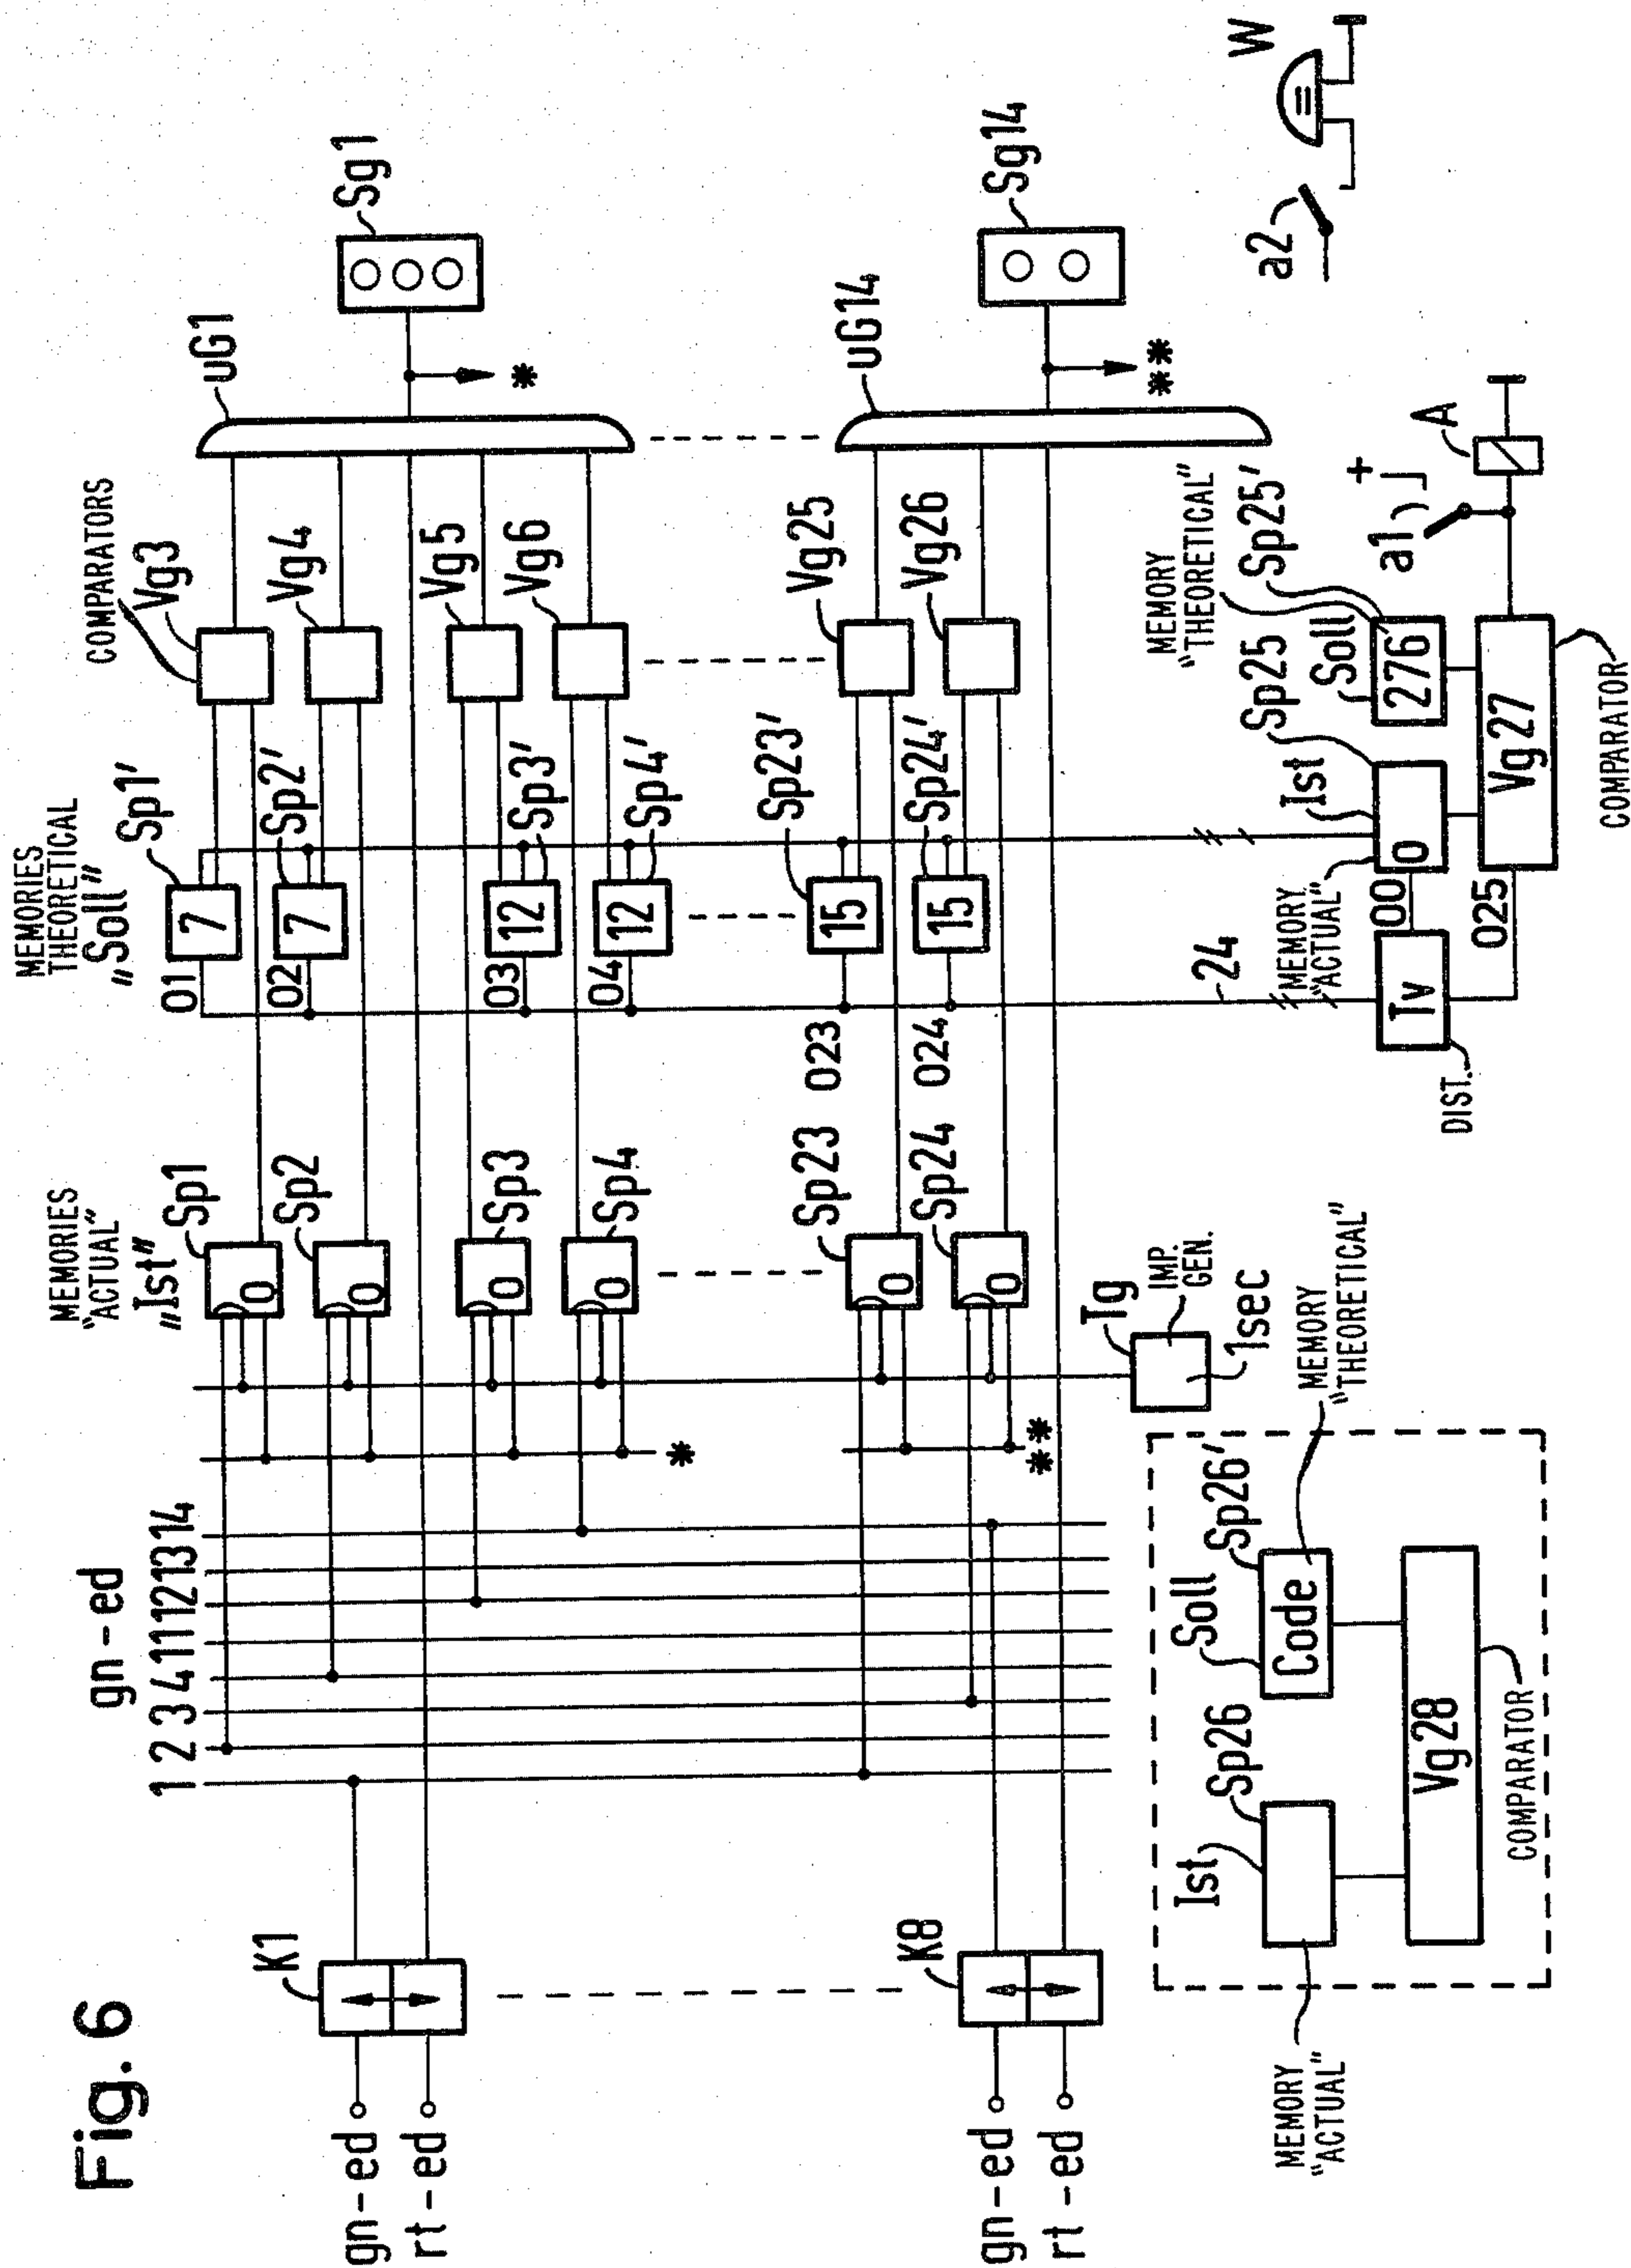 Fig. 6
gn-ed
rt-ed
K1
gn-ed
rt-ed
K8
gn-ed
1 2 3 4 11 12 13 14
*
**
MEMORIES
"ACTUAL"
„Ist"
Sp1
0
Sp2
0
Sp3
0
Sp4
0
Sp23
0
Sp24
0
Tg
IMP.
GEN.
1sec
MEMORIES
THEORETICAL
„Soll"
Sp1'
01
7
Sp2'
02
7
Sp3'
03
12
Sp4'
04
12
Sp23'
023
15
Sp24'
024
15
24
COMPARATORS
Vg3
Vg4
Vg5
Vg6
Vg25
Vg26
uG1
uG14
*
**
Sg1
Sg14
MEMORY
"ACTUAL"
Ist
Sp26
Soll
Sp26'
Code
MEMORY
"THEORETICAL"
Vg28
COMPARATOR
DIST.
Tv
00
025
MEMORY
"ACTUAL"
0
Ist
Sp25
Soll
276
Sp25'
MEMORY
"THEORETICAL"
Vg27
COMPARATOR
a1
+
A
a2
W